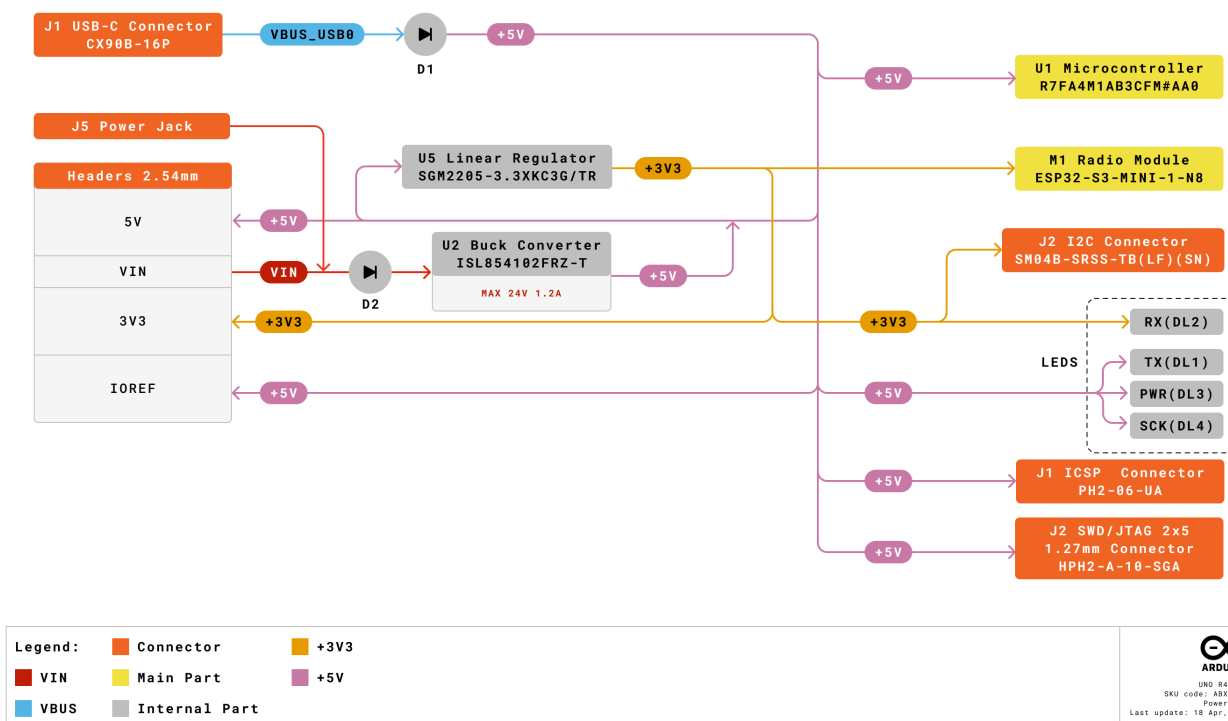 J1 USB-C Connector
CX90B-16P
VBUS_USB0
D1
+5V
+5V
U1 Microcontroller
R7FA4M1AB3CFM#AA0
J5 Power Jack
Headers 2.54mm
U5 Linear Regulator
SGM2205-3.3XKC3G/TR
+3V3
M1 Radio Module
ESP32-S3-MINI-1-N8
5V
+5V
U2 Buck Converter
ISL854102FRZ-T
MAX 24V 1.2A
+5V
J2 I2C Connector
SM04B-SRSS-TB(LF)(SN)
VIN
VIN
D2
3V3
+3V3
+3V3
RX(DL2)
LEDS
TX(DL1)
PWR(DL3)
SCK(DL4)
IOREF
+5V
+5V
+5V
J1 ICSP  Connector
PH2-06-UA
+5V
J2 SWD/JTAG 2x5
1.27mm Connector
HPH2-A-10-SGA
Legend:
Connector
+3V3
VIN
Main Part
+5V
VBUS
Internal Part
ARDU
UNO R4
SKU code: ABX
Power
Last update: 18 Apr,